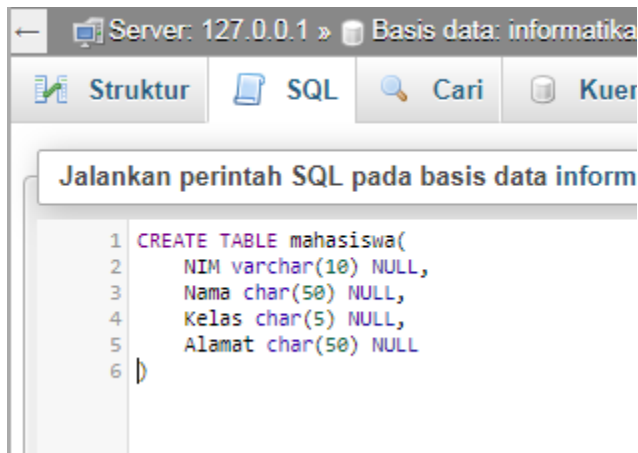 ← Server: 127.0.0.1 » Basis data: informatika
Struktur SQL Cari Kuer
Jalankan perintah SQL pada basis data inform
1 CREATE TABLE mahasiswa(
2 NIM varchar(10) NULL,
3 Nama char(50) NULL,
4 Kelas char(5) NULL,
5 Alamat char(50) NULL
6 )